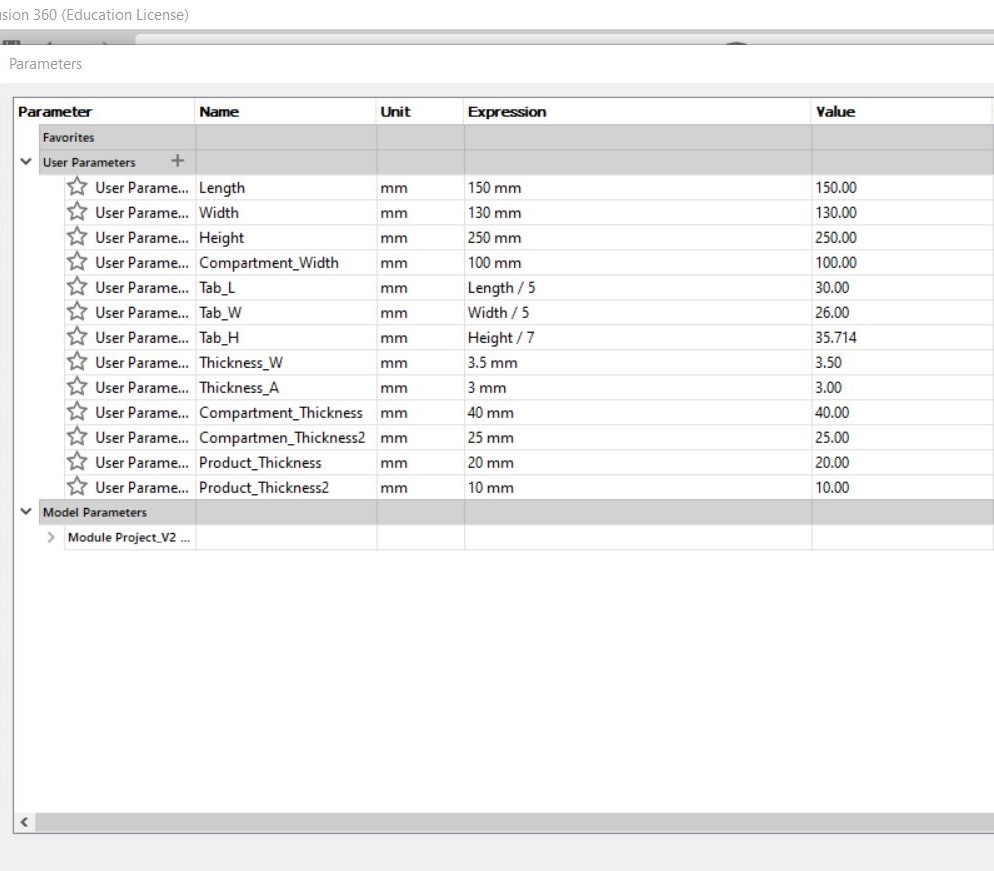 usion 360 (Education License)
Parameters
Parameter Name Unit Expression Value
Favorites
User Parameters +
User Parame... Length mm 150 mm 150.00
User Parame... Width mm 130 mm 130.00
User Parame... Height mm 250 mm 250.00
User Parame... Compartment_Width mm 100 mm 100.00
User Parame... Tab_L mm Length / 5 30.00
User Parame... Tab_W mm Width / 5 26.00
User Parame... Tab_H mm Height / 7 35.714
User Parame... Thickness_W mm 3.5 mm 3.50
User Parame... Thickness_A mm 3 mm 3.00
User Parame... Compartment_Thickness mm 40 mm 40.00
User Parame... Compartmen_Thickness2 mm 25 mm 25.00
User Parame... Product_Thickness mm 20 mm 20.00
User Parame... Product_Thickness2 mm 10 mm 10.00
Model Parameters
Module Project_V2 ...